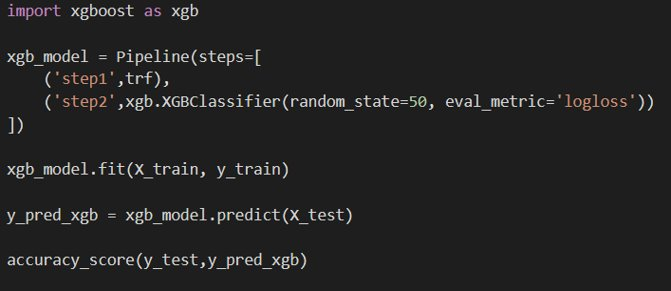 import xgboost as xgb
xgb_model = Pipeline(steps=[
    ('step1',trf),
    ('step2',xgb.XGBClassifier(random_state=50, eval_metric='logloss'))
])
xgb_model.fit(X_train, y_train)
y_pred_xgb = xgb_model.predict(X_test)
accuracy_score(y_test,y_pred_xgb)